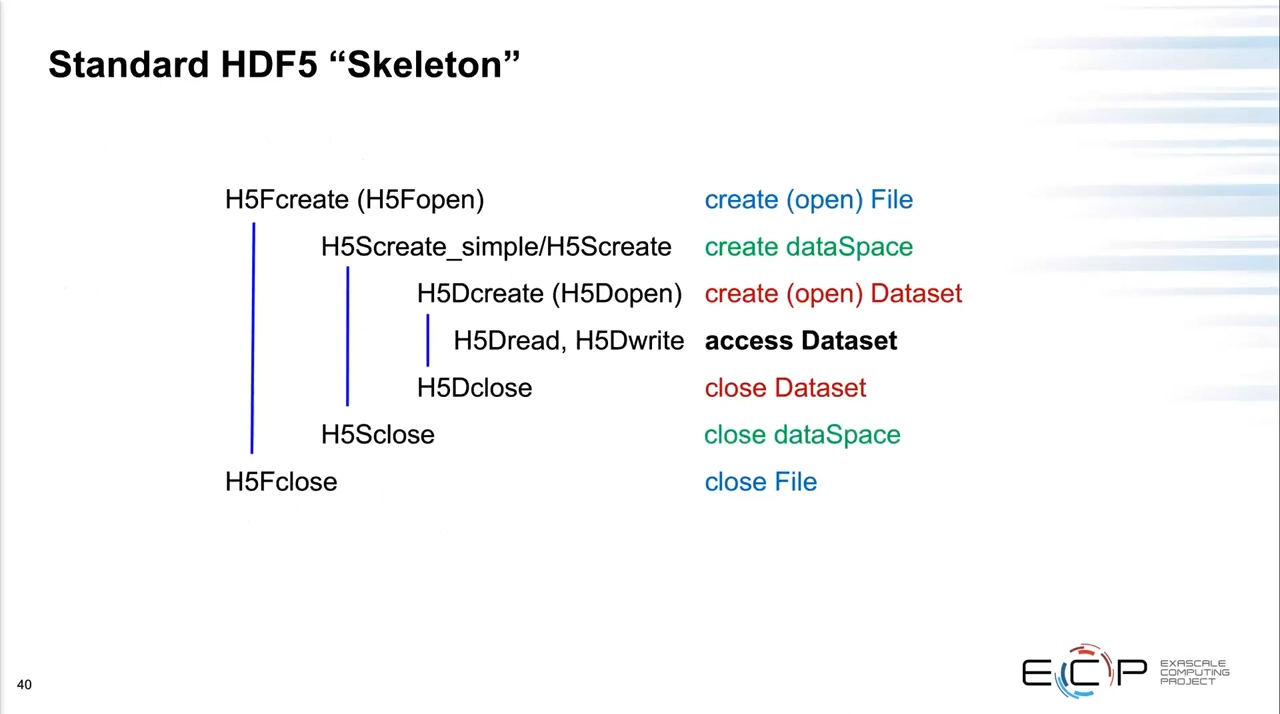 Standard HDF5 “Skeleton”
H5Fcreate (H5Fopen) create (open) File
H5Screate_simple/H5Screate create dataSpace
H5Dcreate (H5Dopen) create (open) Dataset
H5Dread, H5Dwrite access Dataset
H5Dclose close Dataset
H5Sclose close dataSpace
H5Fclose close File
40
ECP
EXASCALE
COMPUTING
PROJECT